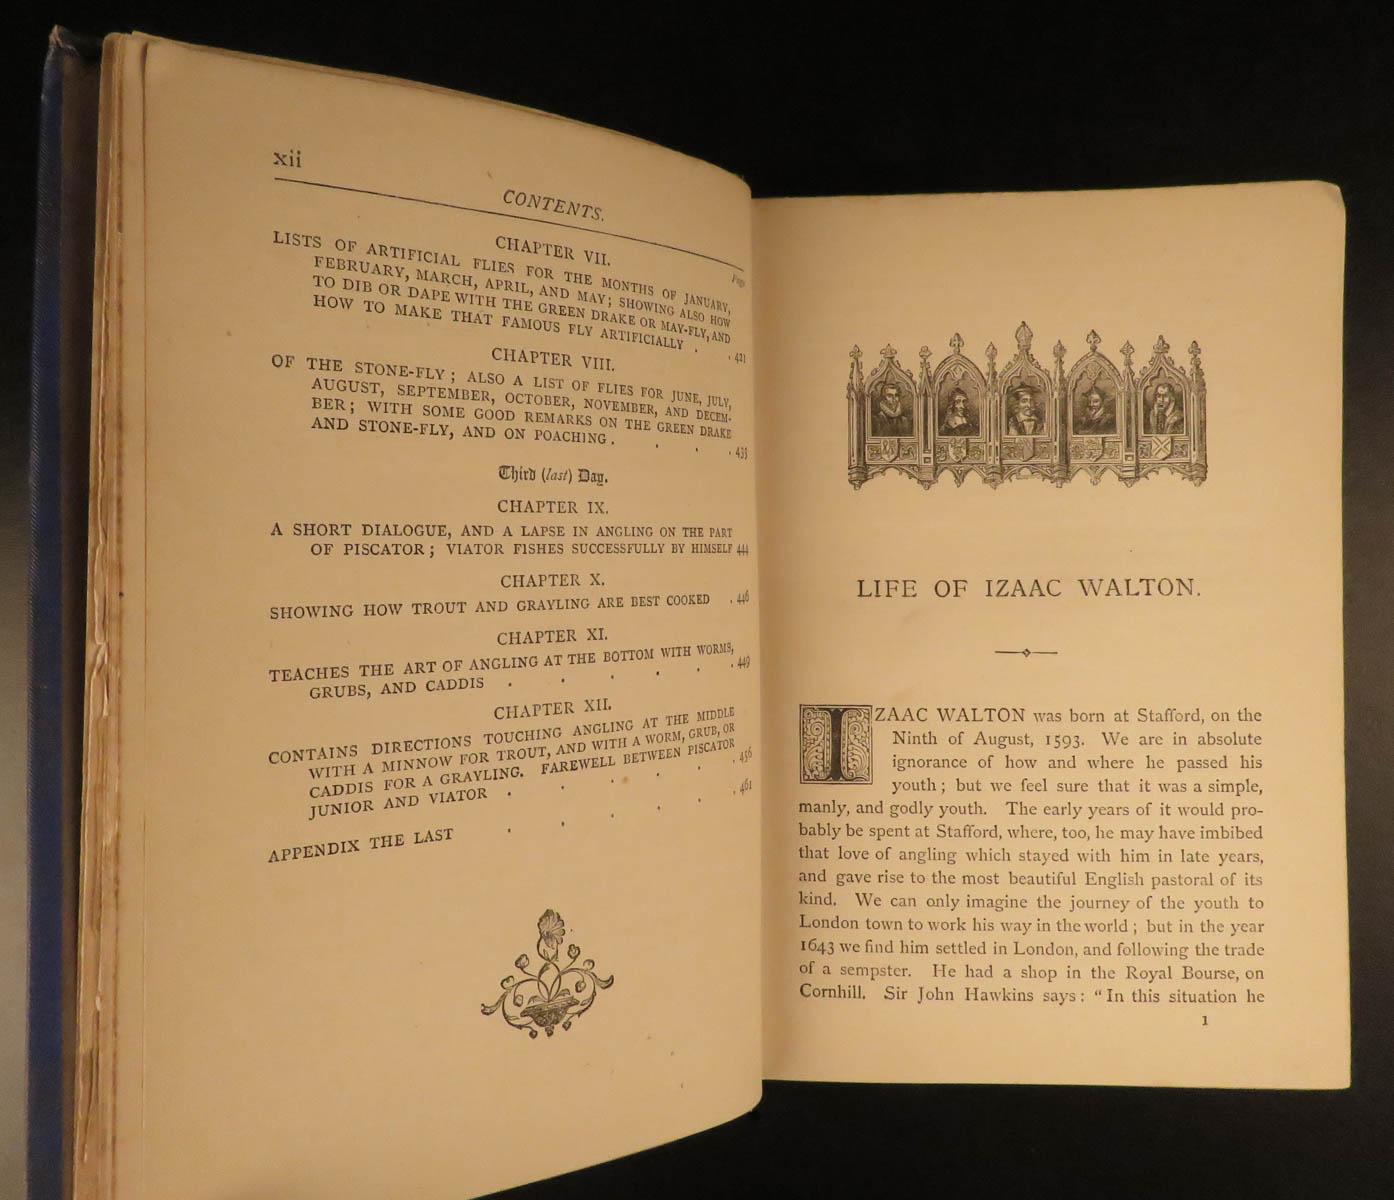 xii
CONTENTS.
CHAPTER VII.
Page
LISTS OF ARTIFICIAL FLIES FOR THE MONTHS OF JANUARY,
FEBRUARY, MARCH, APRIL, AND MAY; SHOWING ALSO HOW
TO DIB OR DAPE WITH THE GREEN DRAKE OR MAY-FLY, AND
HOW TO MAKE THAT FAMOUS FLY ARTIFICIALLY . . 421
CHAPTER VIII.
OF THE STONE-FLY; ALSO A LIST OF FLIES FOR JUNE, JULY,
AUGUST, SEPTEMBER, OCTOBER, NOVEMBER, AND DECEM-
BER; WITH SOME GOOD REMARKS ON THE GREEN DRAKE
AND STONE-FLY, AND ON POACHING . . . . 435
Third (last) Day.
CHAPTER IX.
A SHORT DIALOGUE, AND A LAPSE IN ANGLING ON THE PART
OF PISCATOR; VIATOR FISHES SUCCESSFULLY BY HIMSELF 444
CHAPTER X.
SHOWING HOW TROUT AND GRAYLING ARE BEST COOKED . 446
CHAPTER XI.
TEACHES THE ART OF ANGLING AT THE BOTTOM WITH WORMS,
GRUBS, AND CADDIS . . . . . 449
CHAPTER XII.
CONTAINS DIRECTIONS TOUCHING ANGLING AT THE MIDDLE
WITH A MINNOW FOR TROUT, AND WITH A WORM, GRUB, OR
CADDIS FOR A GRAYLING. FAREWELL BETWEEN PISCATOR
JUNIOR AND VIATOR . . . . . 456
APPENDIX THE LAST . . . . . 461
LIFE OF IZAAC WALTON.
IZAAC WALTON was born at Stafford, on the
Ninth of August, 1593. We are in absolute
ignorance of how and where he passed his
youth; but we feel sure that it was a simple,
manly, and godly youth. The early years of it would pro-
bably be spent at Stafford, where, too, he may have imbibed
that love of angling which stayed with him in late years,
and gave rise to the most beautiful English pastoral of its
kind. We can only imagine the journey of the youth to
London town to work his way in the world; but in the year
1643 we find him settled in London, and following the trade
of a sempster. He had a shop in the Royal Bourse, on
Cornhill. Sir John Hawkins says: "In this situation he
1